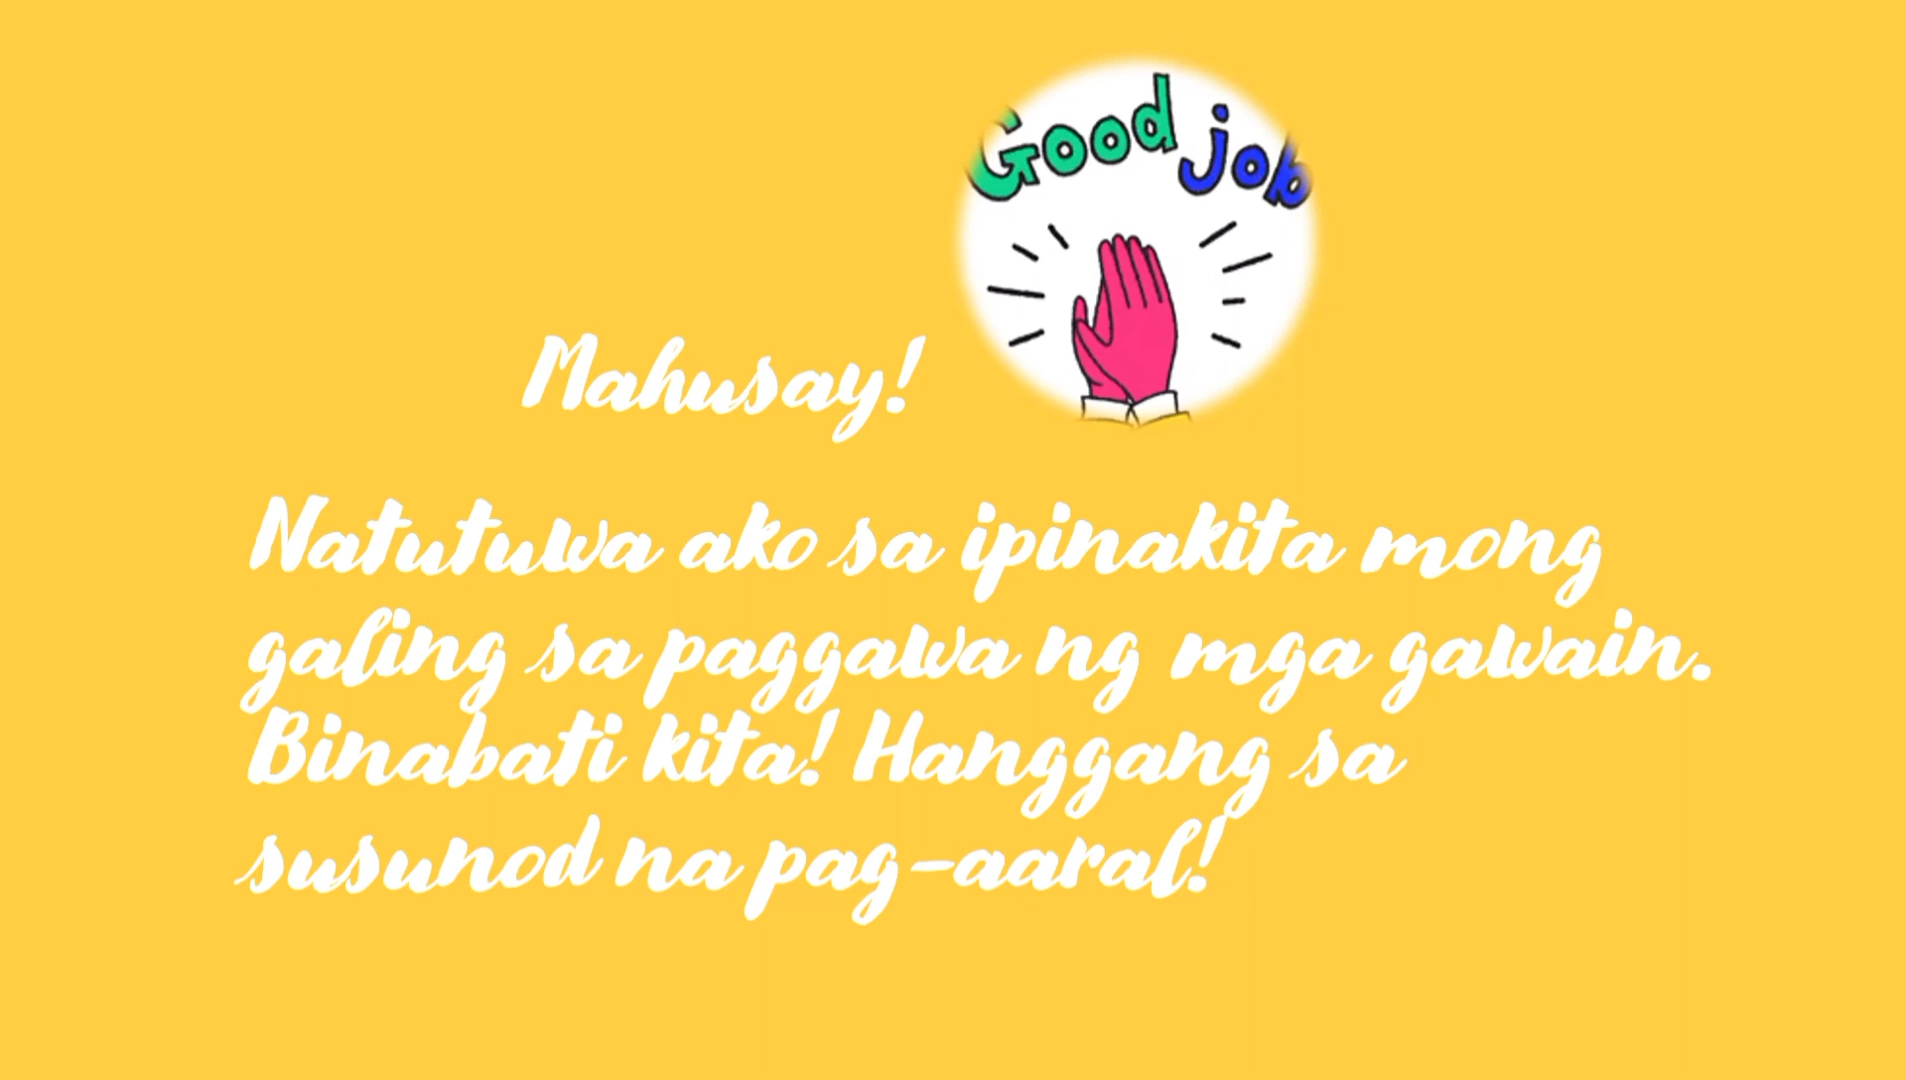 Good job
Mahusay!
Natutuwa ako sa ipinakita mong
galing sa paggawa ng mga gawain.
Binabati kita! Hanggang sa
susunod na pag-aaral!